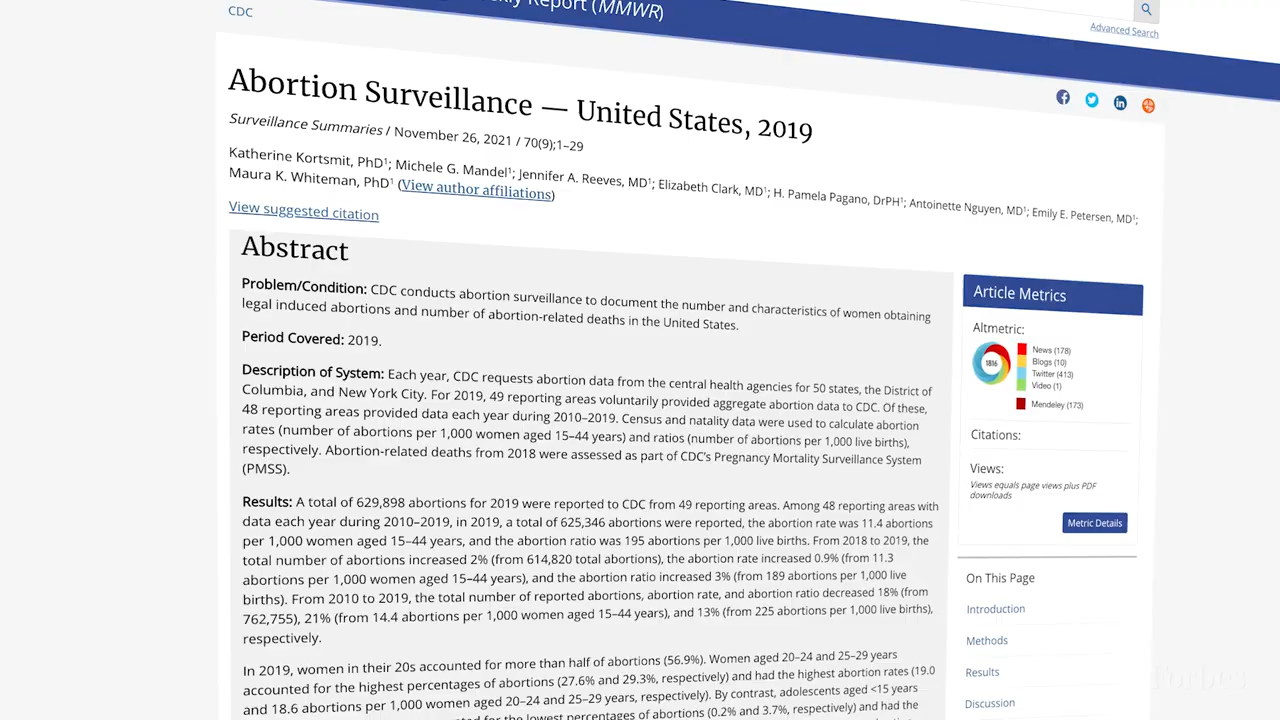 kly Report (MMWR)
CDC
Advanced Search
Abortion Surveillance — United States, 2019
Surveillance Summaries / November 26, 2021 / 70(9);1–29
Katherine Kortsmit, PhD¹; Michele G. Mandel¹; Jennifer A. Reeves, MD¹; Elizabeth Clark, MD¹; H. Pamela Pagano, DrPH¹; Antoinette Nguyen, MD¹; Emily E. Petersen, MD¹;
Maura K. Whiteman, PhD¹ (View author affiliations)
View suggested citation
Abstract
Problem/Condition: CDC conducts abortion surveillance to document the number and characteristics of women obtaining
legal induced abortions and number of abortion-related deaths in the United States.
Period Covered: 2019.
Description of System: Each year, CDC requests abortion data from the central health agencies for 50 states, the District of
Columbia, and New York City. For 2019, 49 reporting areas voluntarily provided aggregate abortion data to CDC. Of these,
48 reporting areas provided data each year during 2010–2019. Census and natality data were used to calculate abortion
rates (number of abortions per 1,000 women aged 15–44 years) and ratios (number of abortions per 1,000 live births),
respectively. Abortion-related deaths from 2018 were assessed as part of CDC's Pregnancy Mortality Surveillance System
(PMSS).
Results: A total of 629,898 abortions for 2019 were reported to CDC from 49 reporting areas. Among 48 reporting areas with
data each year during 2010–2019, in 2019, a total of 625,346 abortions were reported, the abortion rate was 11.4 abortions
per 1,000 women aged 15–44 years, and the abortion ratio was 195 abortions per 1,000 live births. From 2018 to 2019, the
total number of abortions increased 2% (from 614,820 total abortions), the abortion rate increased 0.9% (from 11.3
abortions per 1,000 women aged 15–44 years), and the abortion ratio increased 3% (from 189 abortions per 1,000 live
births). From 2010 to 2019, the total number of reported abortions, abortion rate, and abortion ratio decreased 18% (from
762,755), 21% (from 14.4 abortions per 1,000 women aged 15–44 years), and 13% (from 225 abortions per 1,000 live births),
respectively.
In 2019, women in their 20s accounted for more than half of abortions (56.9%). Women aged 20–24 and 25–29 years
accounted for the highest percentages of abortions (27.6% and 29.3%, respectively) and had the highest abortion rates (19.0
and 18.6 abortions per 1,000 women aged 20–24 and 25–29 years, respectively). By contrast, adolescents aged <15 years
ted for the lowest percentages of abortions (0.2% and 3.7%, respectively) and had the
Article Metrics
Altmetric:
1816
News (178)
Blogs (10)
Twitter (413)
Video (1)
Mendeley (173)
Citations:
Views:
Views equals page views plus PDF
downloads
Metric Details
On This Page
Introduction
Methods
Results
Discussion
Forbes